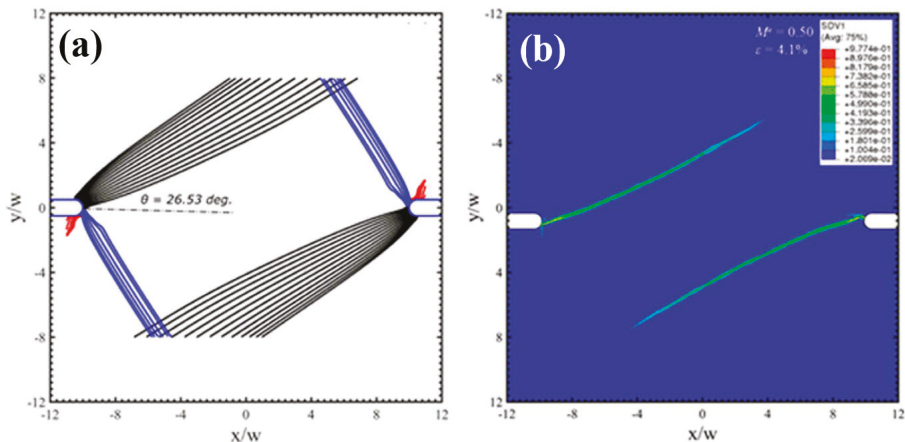 (a)
12
8
4
0
-4
-8
-12
y/w
θ = 26.53 deg.
-12 -8 -4 0 4 8 12
x/w
(b)
-12
-8
-4
0
4
8
12
y/w
= 0.50
ε = 4.1%
SDV1
(Avg: 75%)
+9.774e-01
+8.976e-01
+8.179e-01
+7.382e-01
+6.585e-01
+5.788e-01
+4.990e-01
+4.193e-01
+3.396e-01
+2.599e-01
+1.801e-01
+1.004e-01
-12 -8 -4 0 4 8 12
x/w